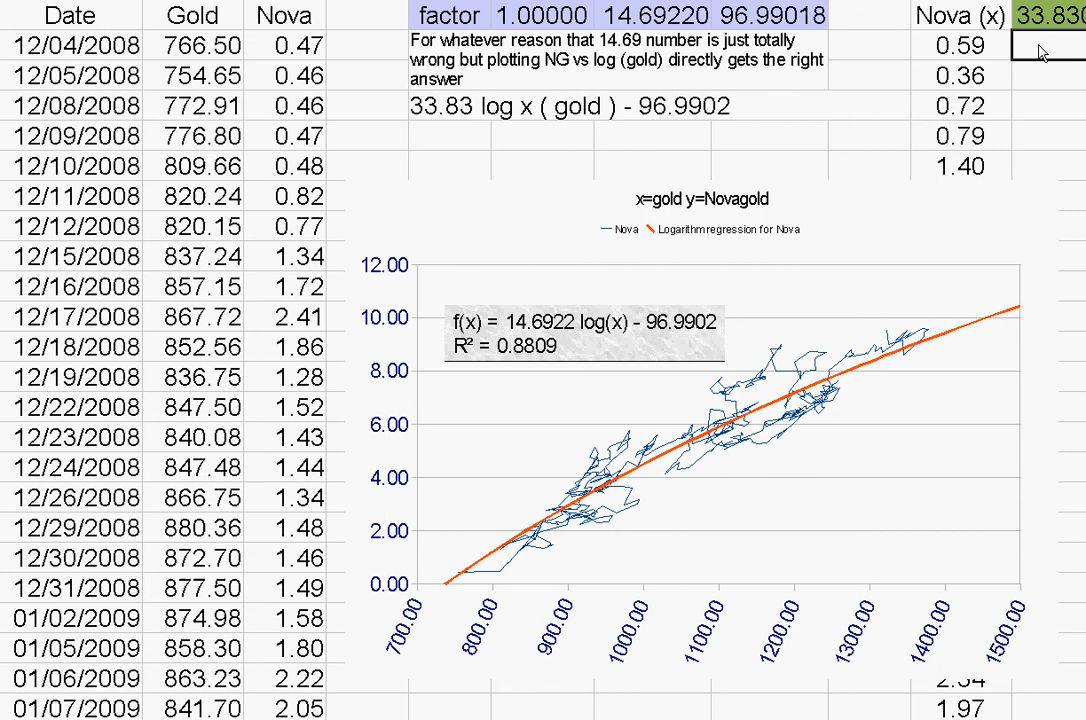 Date Gold Nova factor 1.00000 14.69220 96.99018 Nova (x) 33.830
12/04/2008 766.50 0.47 For whatever reason that 14.69 number is just totally 0.59
wrong but plotting NG vs log (gold) directly gets the right
12/05/2008 754.65 0.46 answer 0.36
12/08/2008 772.91 0.46 33.83 log x ( gold ) - 96.9902 0.72
12/09/2008 776.80 0.47 0.79
12/10/2008 809.66 0.48 1.40
12/11/2008 820.24 0.82 x=gold y=Novagold
12/12/2008 820.15 0.77 Nova Logarithm regression for Nova
12/15/2008 837.24 1.34 12.00
12/16/2008 857.15 1.72
12/17/2008 867.72 2.41 10.00 f(x) = 14.6922 log(x) - 96.9902
12/18/2008 852.56 1.86 R² = 0.8809
12/19/2008 836.75 1.28 8.00
12/22/2008 847.50 1.52
12/23/2008 840.08 1.43 6.00
12/24/2008 847.48 1.44
12/26/2008 866.75 1.34 4.00
12/29/2008 880.36 1.48 2.00
12/30/2008 872.70 1.46
12/31/2008 877.50 1.49 0.00
01/02/2009 874.98 1.58
01/05/2009 858.30 1.80 700.00 800.00 900.00 1000.00 1100.00 1200.00 1300.00 1400.00 1500.00
01/06/2009 863.23 2.22
01/07/2009 841.70 2.05 1.97